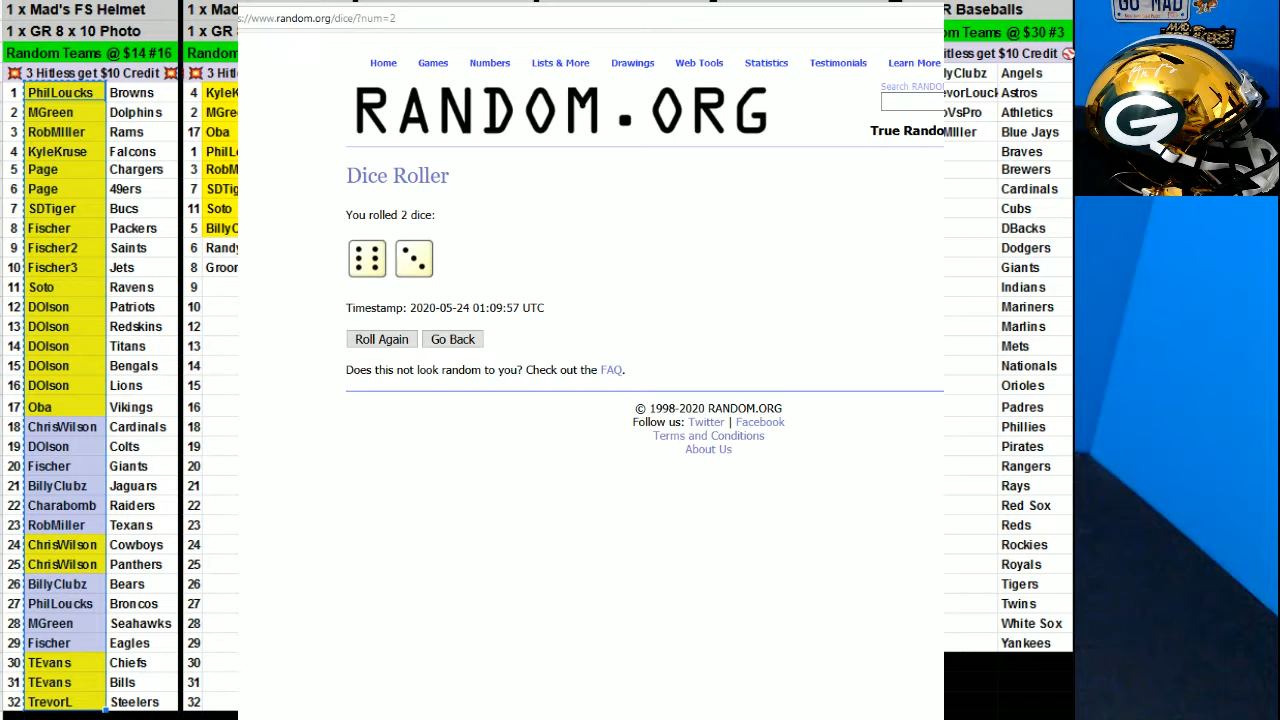 1 x Mad's FS Helmet
1 x GR 8 x 10 Photo
Random Teams @ $14 #16
3 Hitless get $10 Credit
1 PhilLoucks Browns
2 MGreen Dolphins
3 RobMiller Rams
4 KyleKruse Falcons
5 Page Chargers
6 Page 49ers
7 SDTiger Bucs
8 Fischer Packers
9 Fischer2 Saints
10 Fischer3 Jets
11 Soto Ravens
12 DOlson Patriots
13 DOlson Redskins
14 DOlson Titans
15 DOlson Bengals
16 DOlson Lions
17 Oba Vikings
18 ChrisWilson Cardinals
19 DOlson Colts
20 Fischer Giants
21 BillyClubz Jaguars
22 Charabomb Raiders
23 RobMiller Texans
24 ChrisWilson Cowboys
25 ChrisWilson Panthers
26 BillyClubz Bears
27 PhilLoucks Broncos
28 MGreen Seahawks
29 Fischer Eagles
30 TEvans Chiefs
31 TEvans Bills
32 TrevorL Steelers
1 x Mad's
1 x GR 8
Random
3 Hitl
4 KyleK
2 MGre
17 Oba
1 PhilL
3 RobM
7 SDTi
11 Soto
5 BillyC
6 Randy
8 Groor
9
10
12
13
14
15
16
18
19
20
21
22
23
24
25
26
27
28
29
30
31
32
s://www.random.org/dice/?num=2
Home Games Numbers Lists & More Drawings Web Tools Statistics Testimonials Learn More
Search RANDO
RANDOM.ORG
True Rando
Dice Roller
You rolled 2 dice:
Timestamp: 2020-05-24 01:09:57 UTC
Roll Again Go Back
Does this not look random to you? Check out the FAQ.
© 1998-2020 RANDOM.ORG
Follow us: Twitter | Facebook
Terms and Conditions
About Us
R Baseballs
om Teams @ $30 #3
itless get $10 Credit
lyClubz Angels
evorLouck Astros
oVsPro Athletics
Miller Blue Jays
Braves
Brewers
Cardinals
Cubs
DBacks
Dodgers
Giants
Indians
Mariners
Marlins
Mets
Nationals
Orioles
Padres
Phillies
Pirates
Rangers
Rays
Red Sox
Reds
Rockies
Royals
Tigers
Twins
White Sox
Yankees
GO MAD
G